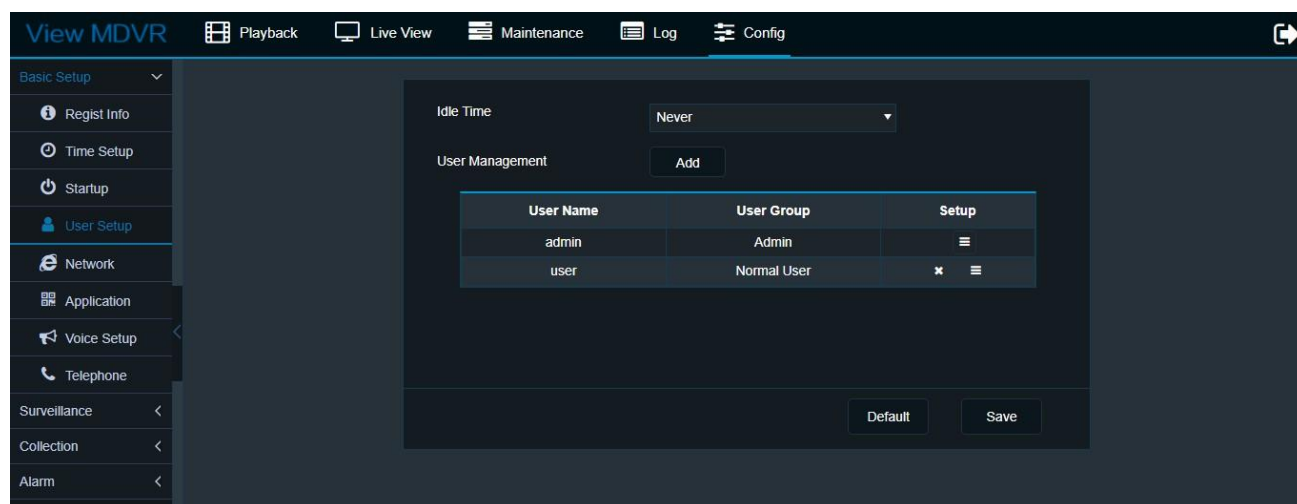 View MDVR Playback Live View Maintenance Log Config
Basic Setup
Regist Info
Time Setup
Startup
User Setup
Network
Application
Voice Setup
Telephone
Surveillance
Collection
Alarm
Idle Time Never
User Management Add
User Name User Group Setup
admin Admin
user Normal User
Default Save